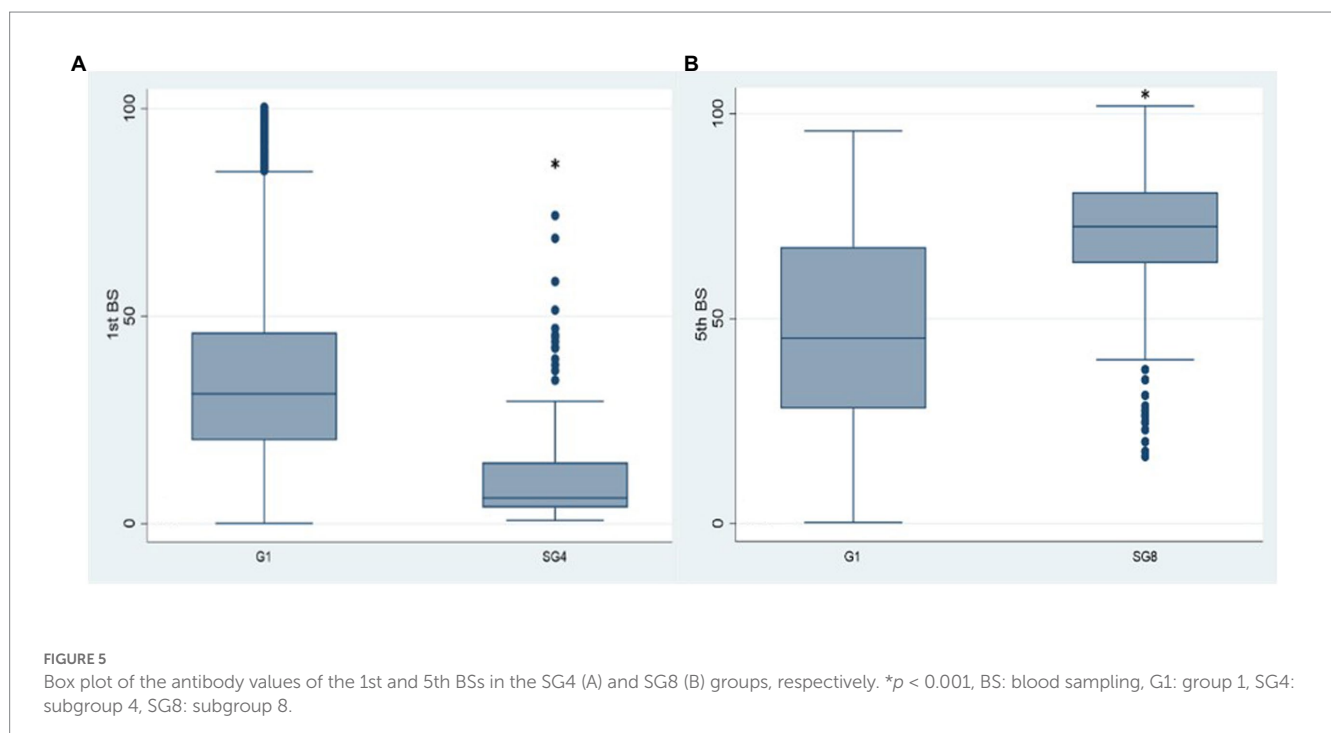 A
B
100
50
0
1st BS
G1
SG4
*
100
50
0
5th BS
G1
SG8
*
FIGURE 5
Box plot of the antibody values of the 1st and 5th BSs in the SG4 (A) and SG8 (B) groups, respectively. *p < 0.001, BS: blood sampling, G1: group 1, SG4:
subgroup 4, SG8: subgroup 8.